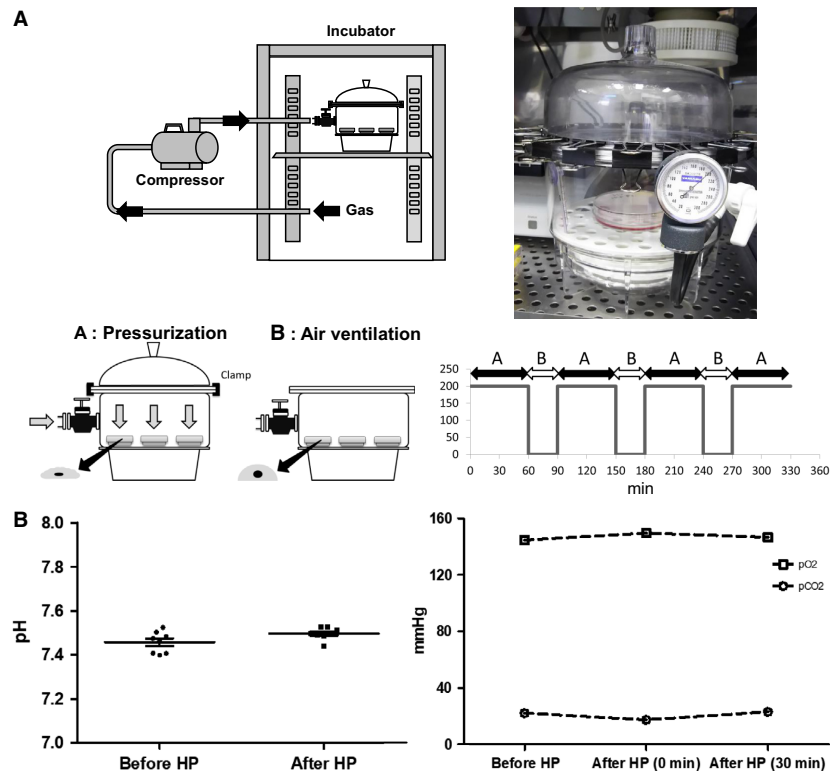 A
Incubator
Compressor
Gas
A : Pressurization
B : Air ventilation
Clamp
A B A B A B A
250
200
150
100
50
0
0 30 60 90 120 150 180 210 240 270 300 330 360
min
B
8.0
7.8
7.6
7.4
7.2
7.0
pH
Before HP After HP
160
120
80
40
0
mmHg
pO2
pCO2
Before HP After HP (0 min) After HP (30 min)